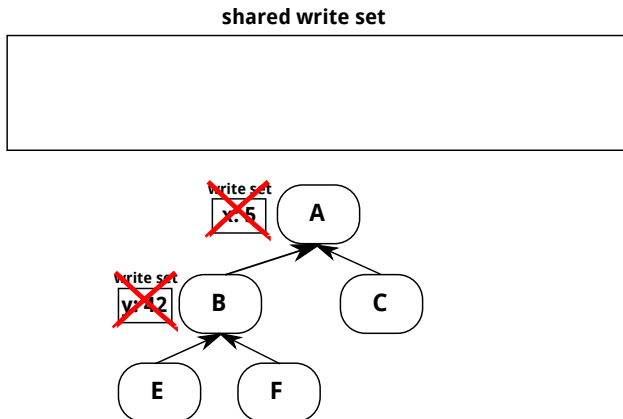 shared write set
write set
x: 5
A
write set
y: 42
B
C
E
F